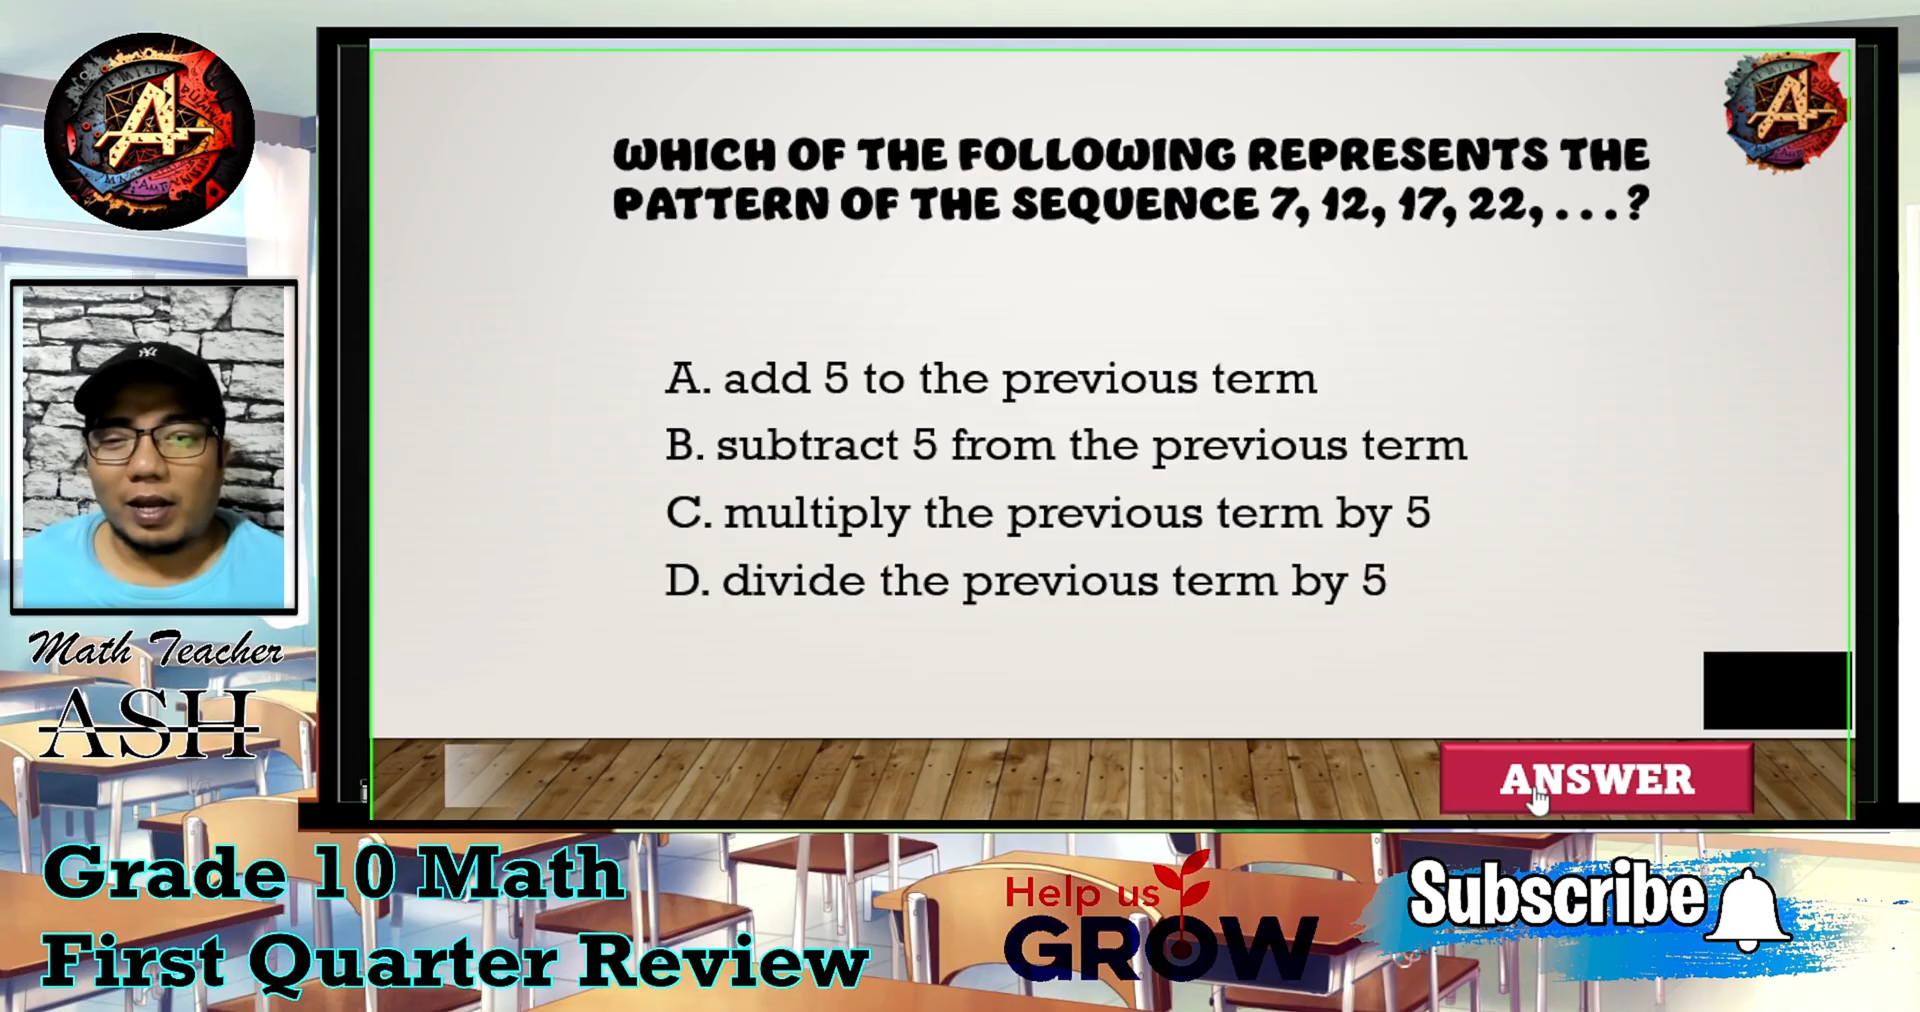 WHICH OF THE FOLLOWING REPRESENTS THE
PATTERN OF THE SEQUENCE 7, 12, 17, 22, . . . ?
A. add 5 to the previous term
B. subtract 5 from the previous term
C. multiply the previous term by 5
D. divide the previous term by 5
ANSWER
Math Teacher
ASH
Grade 10 Math
First Quarter Review
Help us
GROW
Subscribe